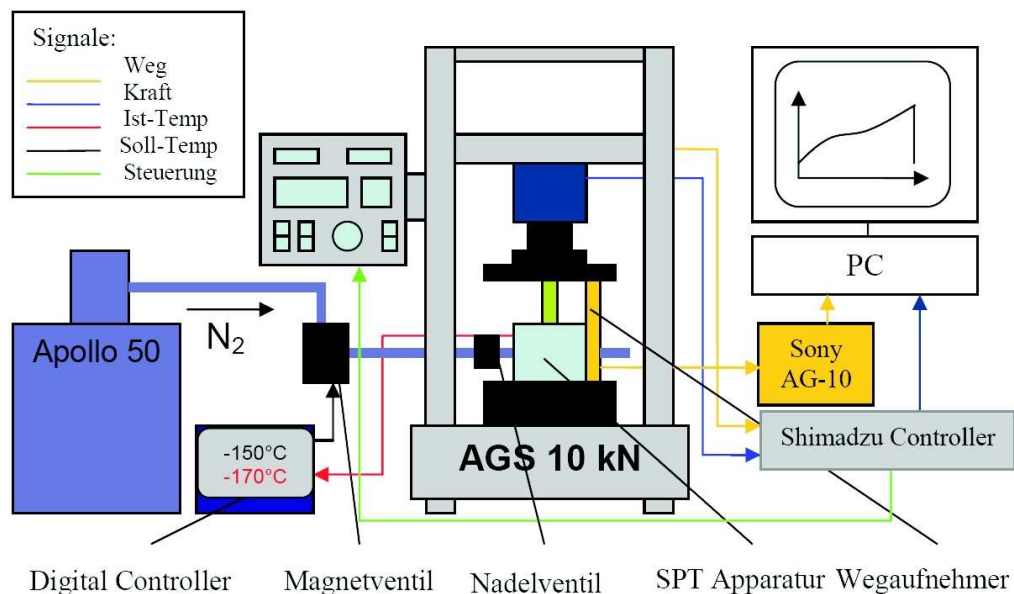 Signale:
Weg
Kraft
Ist-Temp
Soll-Temp
Steuerung
PC
N2
Apollo 50
Sony
AG-10
Shimadzu Controller
-150°C
-170°C
AGS 10 kN
Digital Controller
Magnetventil
Nadelventil
SPT Apparatur
Wegaufnehmer